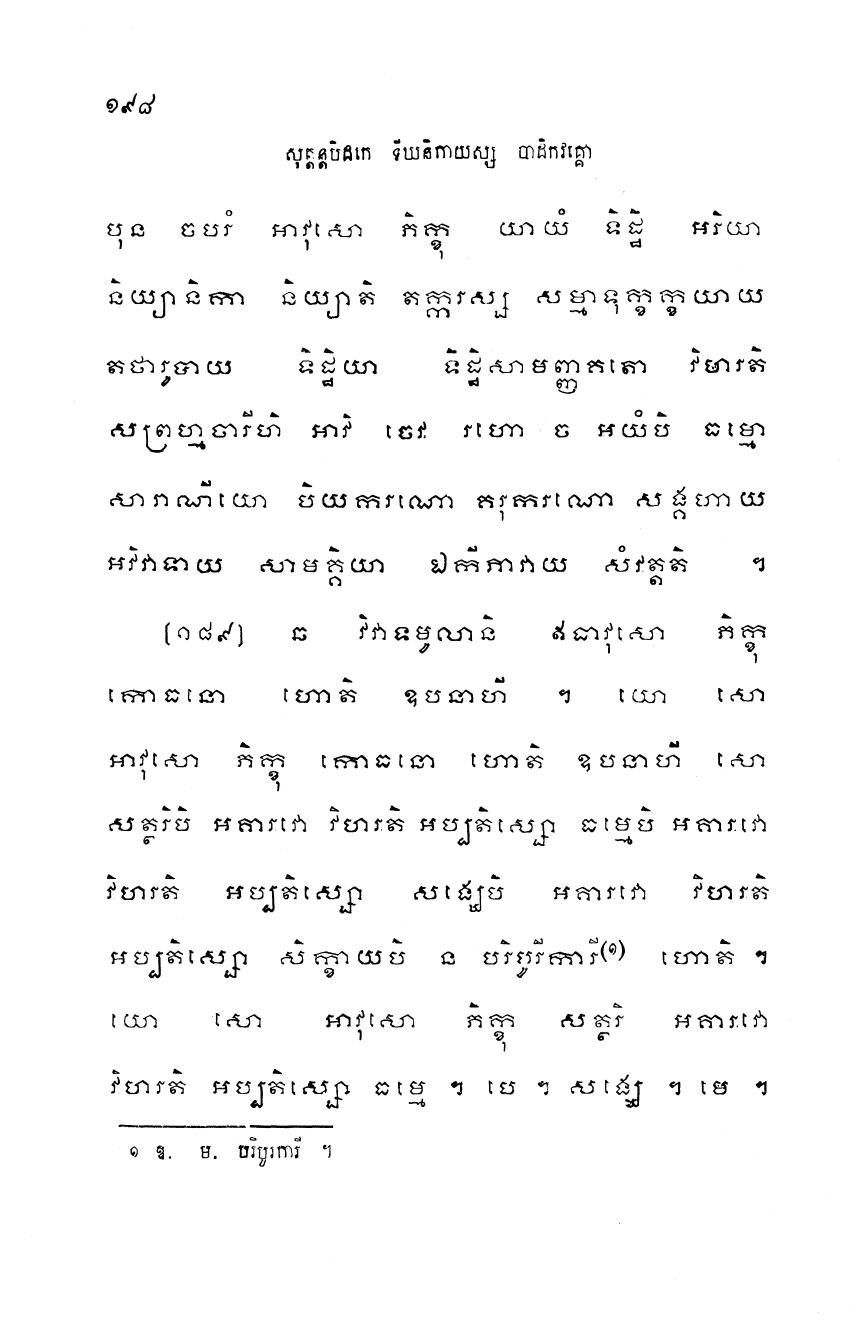 ១៩៨
សុត្តន្តបិដកេ ទីឃនិកាយស្ស បាដិកវគ្គោ
បុន ចបរំ អាវុសោ ភិក្ខុ យាយំ ទិដ្ឋិ អរិយា
និយ្យានិកា និយ្យាតិ តក្ករស្ស សម្មាទុក្ខក្ខយាយ
តថារូបាយ ទិដ្ឋិយា ទិដ្ឋិសាមញ្ញគតោ វិហារតិ
សព្រហ្មចារីហិ អាវិ ចេវ រហោ ច អយំបិ ធម្មោ
សារាណីយោ បិយករណោ គរុករណោ សង្គហាយ
អវិវាទាយ សាមគ្គិយា ឯកីភាវាយ សំវត្តតិ ។
[១៨៩] ឆ វិវាទមូលានិ ឥធាវុសោ ភិក្ខុ
កោធនោ ហោតិ ឧបនាហី ។ យោ សោ
អាវុសោ ភិក្ខុ កោធនោ ហោតិ ឧបនាហី សោ
សត្ថរិបិ អគារវោ វិហរតិ អប្បតិស្សោ ធម្មេបិ អគារវោ
វិហរតិ អប្បតិស្សោ សង្ឃេបិ អគារវោ វិហរតិ
អប្បតិស្សោ សិក្ខាយបិ ន បរិបូរីការី(១) ហោតិ ។
យោ សោ អាវុសោ ភិក្ខុ សត្ថរិ អគារវោ
វិហរតិ អប្បតិស្សោ ធម្មេ ។ បេ ។ សង្ឃេ ។ បេ ។
១ ឱ. ម. បរិបូរការី ។